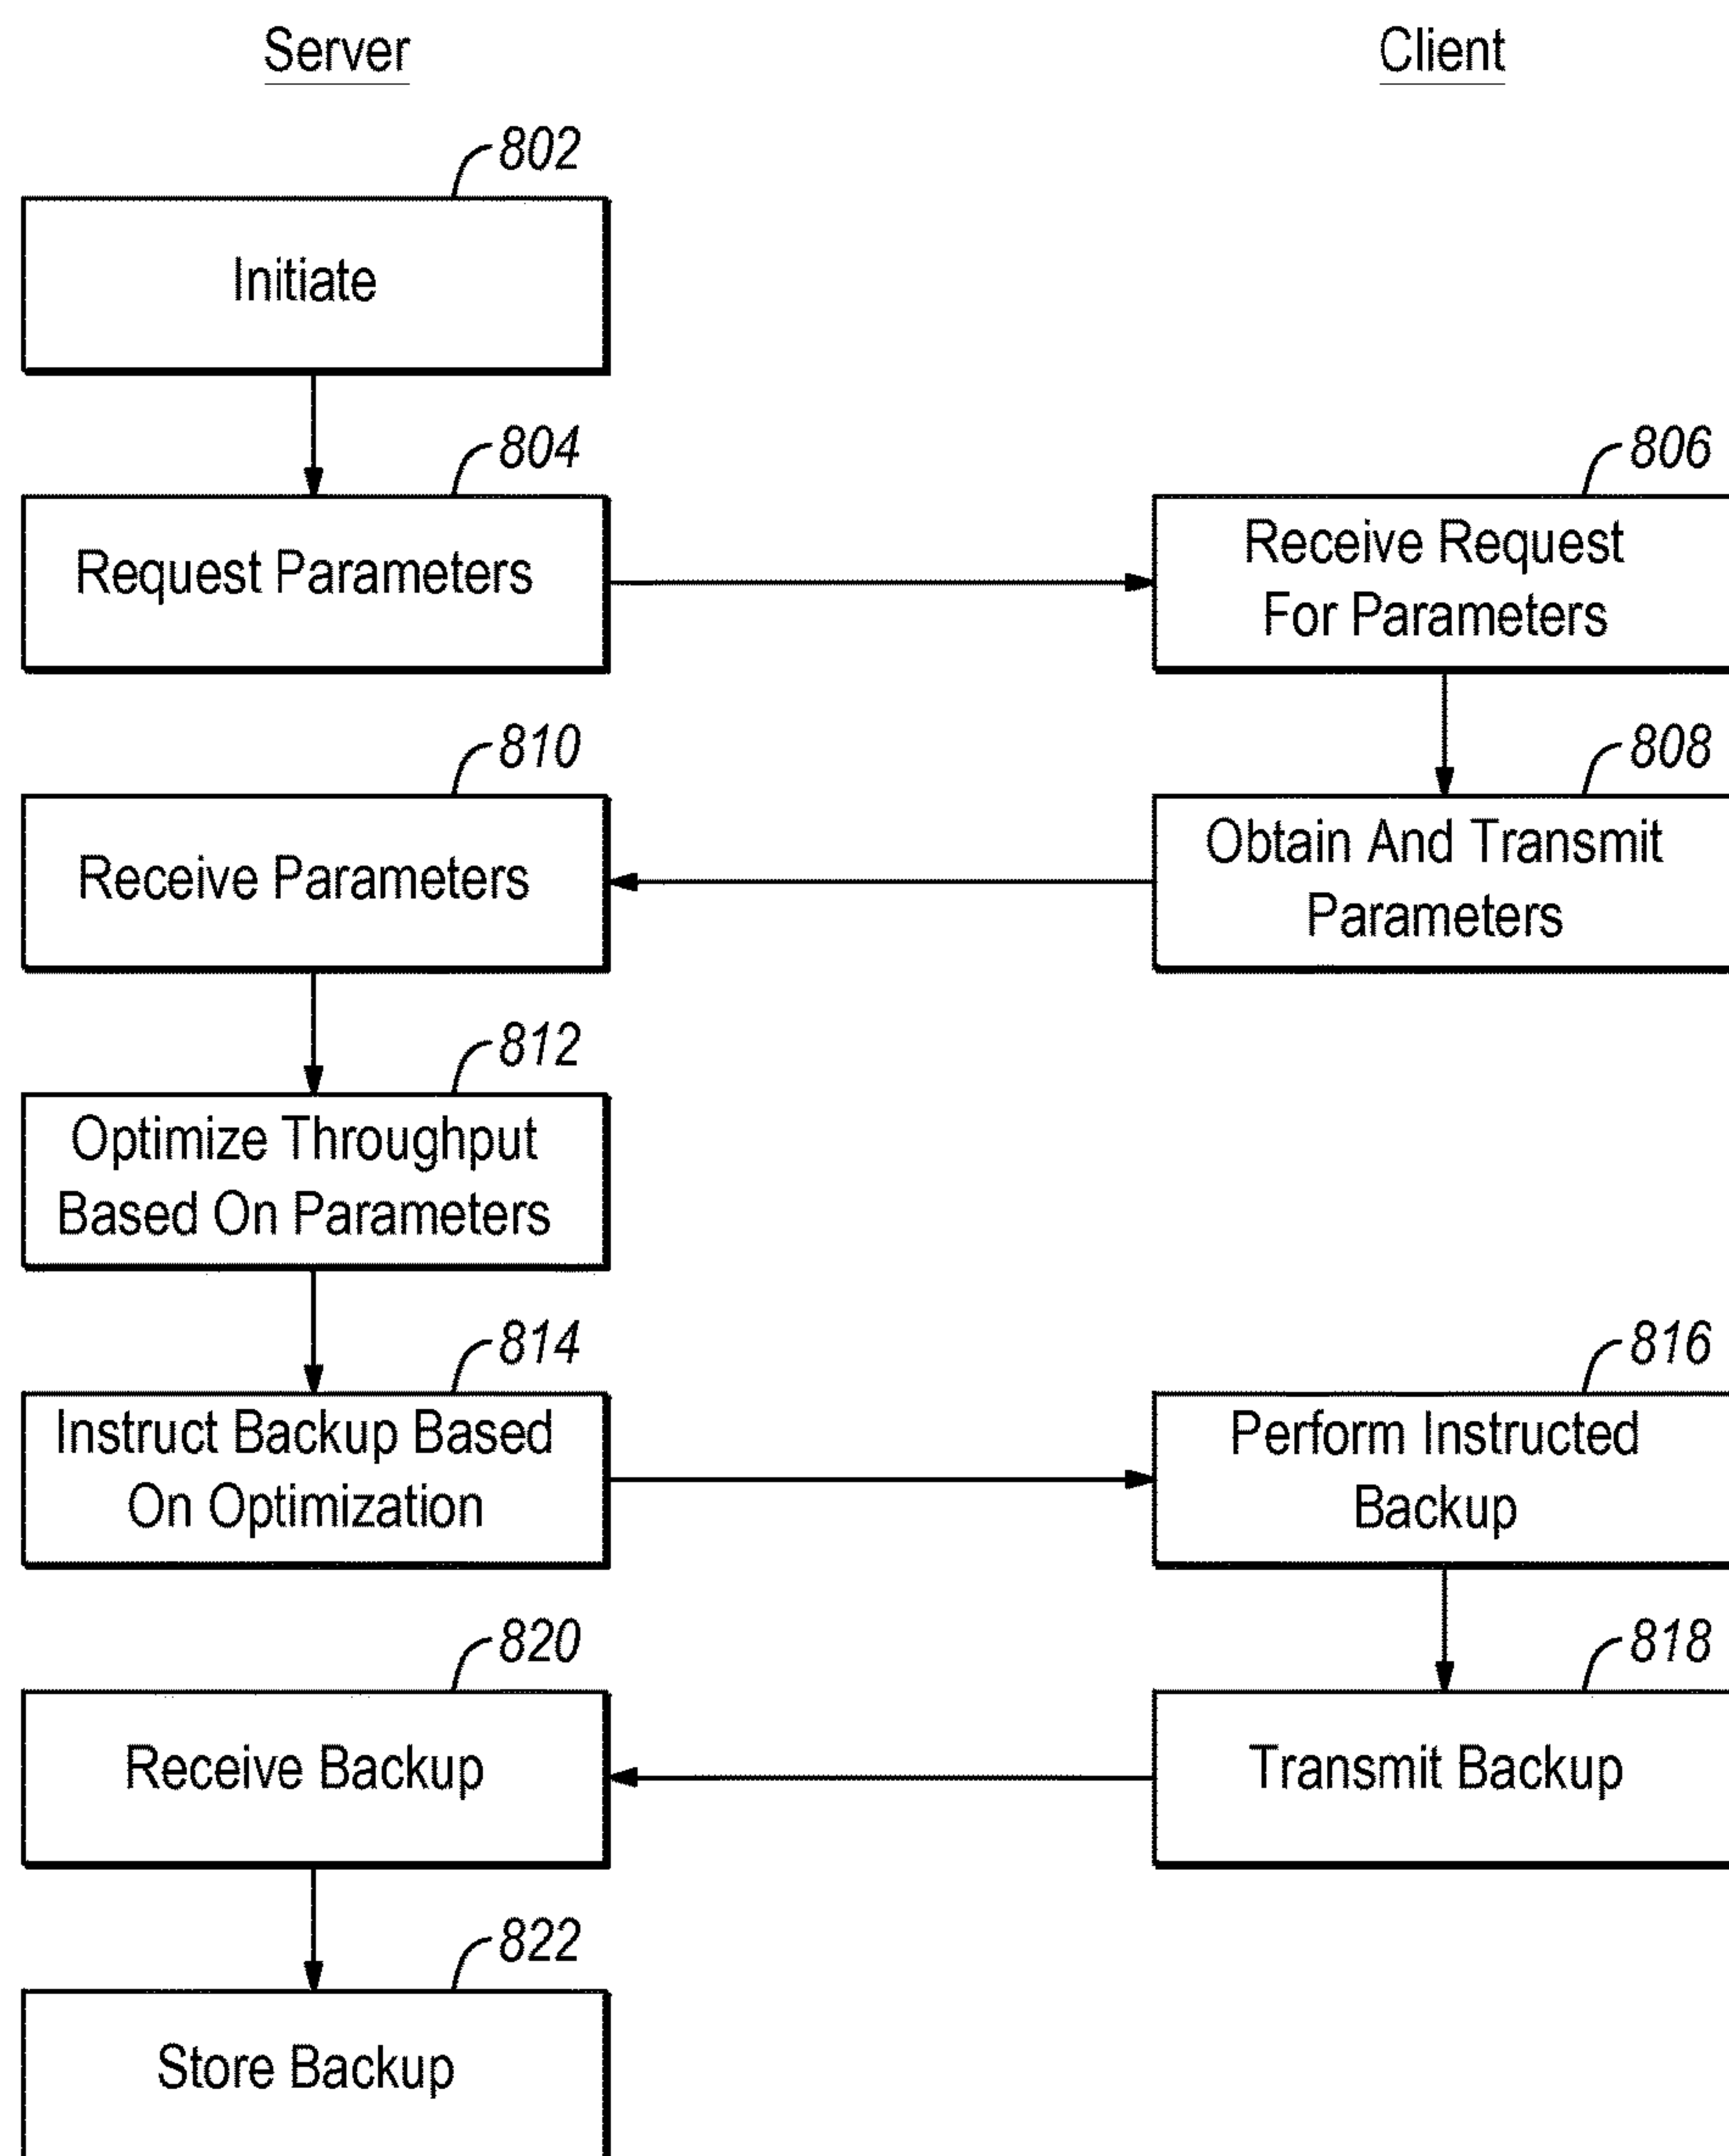 Server
Client
802
Initiate
804
Request Parameters
806
Receive Request
For Parameters
810
Receive Parameters
808
Obtain And Transmit
Parameters
812
Optimize Throughput
Based On Parameters
814
Instruct Backup Based
On Optimization
816
Perform Instructed
Backup
820
Receive Backup
818
Transmit Backup
822
Store Backup